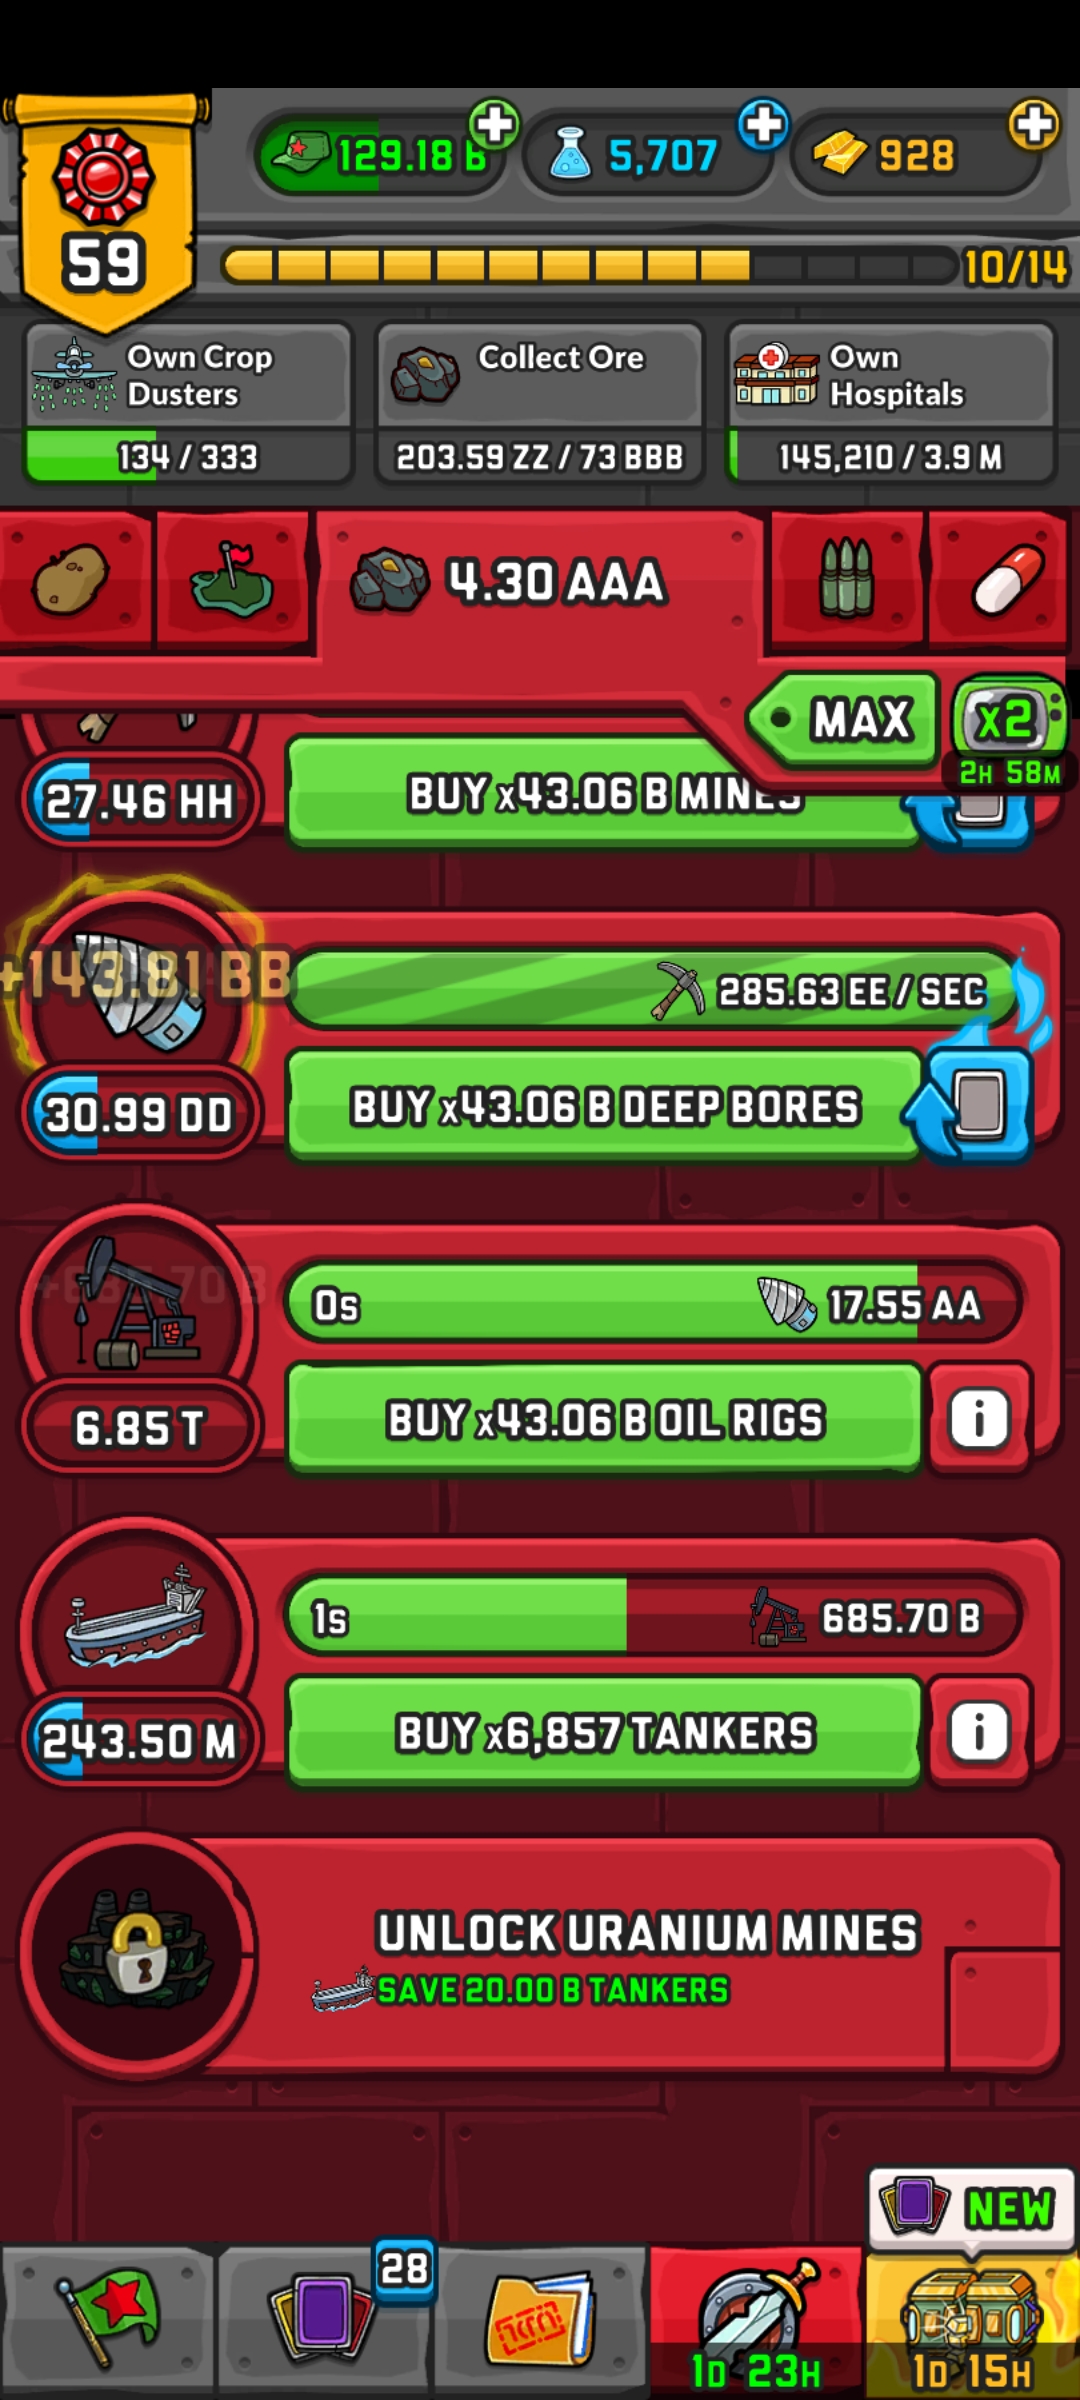 59
129.18 B
5,707
928
10/14
Own Crop
Dusters
134 / 333
Collect Ore
203.59 ZZ / 73 BBB
Own
Hospitals
145,210 / 3.9 M
4.30 AAA
MAX
x2
2H 58M
27.46 HH
BUY x43.06 B MINES
+143.81 BB
285.63 EE / SEC
30.99 DD
BUY x43.06 B DEEP BORES
+685.70 B
0s
17.55 AA
6.85 T
BUY x43.06 B OIL RIGS
i
1s
685.70 B
243.50 M
BUY x6,857 TANKERS
i
UNLOCK URANIUM MINES
SAVE 20.00 B TANKERS
NEW
28
1D 23H
1D 15H